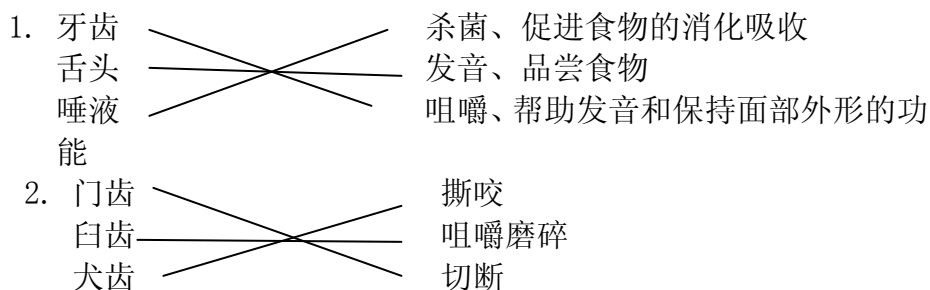 1. 牙齿 杀菌、促进食物的消化吸收
舌头 发音、品尝食物
唾液 咀嚼、帮助发音和保持面部外形的功
能
2. 门齿 撕咬
臼齿 咀嚼磨碎
犬齿 切断